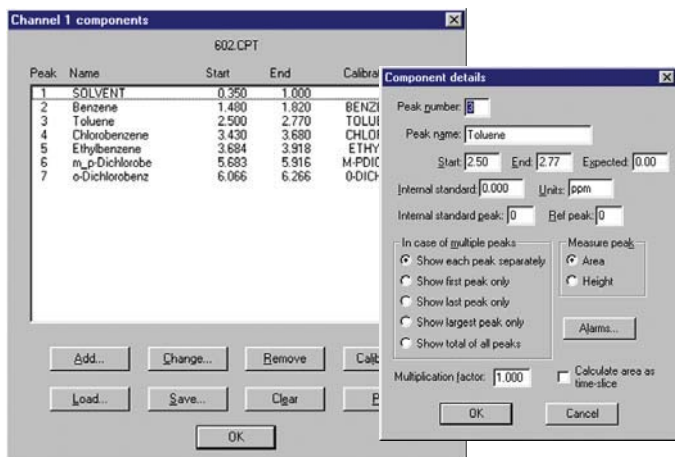 Channel 1 components
602.CPT
Peak Name Start End
1 SOLVENT 0.350 1.000
2 Benzene 1.480 1.820
3 Toluene 2.500 2.770
4 Chlorobenzene 3.430 3.680
5 Ethylbenzene 3.684 3.918
6 m_p-Dichlorobe 5.683 5.916
7 o-Dichlorobenz 6.066 6.266
Add... Change... Remove
Load... Save... Clear
OK
Component details
Peak number: 3
Peak name: Toluene
Start: 2.50 End: 2.77 Expected: 0.00
Internal standard: 0.000 Units: ppm
Internal standard peak: 0 Ref peak: 0
In case of multiple peaks
Show each peak separately
Show first peak only
Show last peak only
Show largest peak only
Show total of all peaks
Measure peak
Area
Height
Alarms...
Multiplication factor: 1.000
Calculate area as
time-slice
OK Cancel